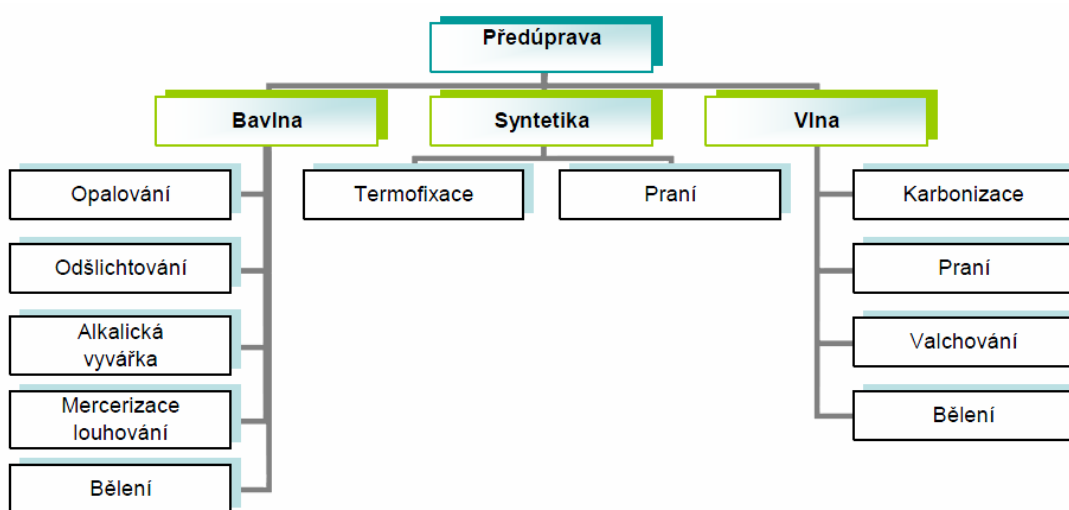 Předúprava
Bavlna
Syntetika
Vlna
Opalování
Odšlichtování
Alkalická
vyvářka
Mercerizace
louhování
Bělení
Termofixace
Praní
Karbonizace
Praní
Valchování
Bělení